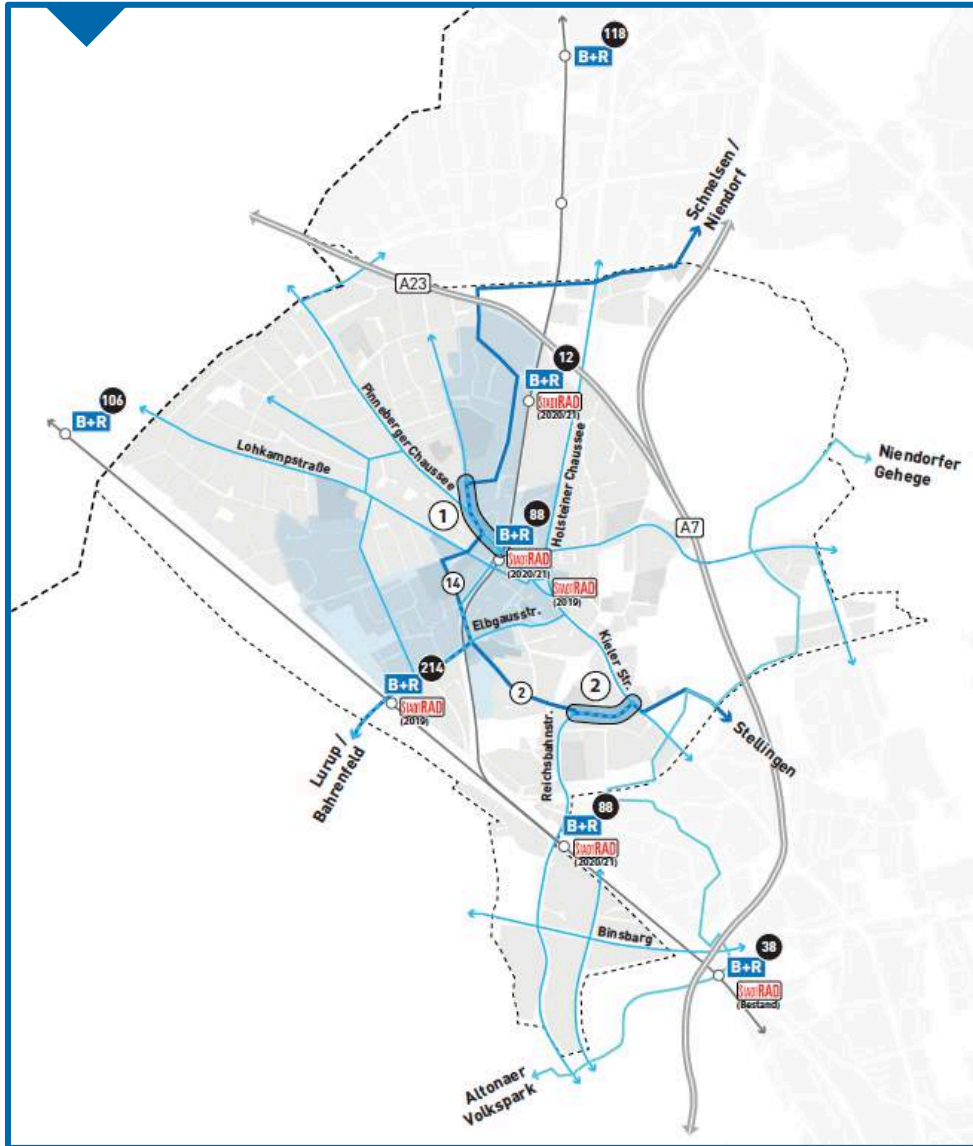 118
B+R
Schnelsen /
Niendorf
A23
12
B+R
STADTRAD
(2020/21)
106
B+R
Pinneberger Chaussee
Lohkampstraße
Holsteiner Chaussee
Niendorfer
Gehege
1
88
B+R
A7
STADTRAD
(2020/21)
14
STADTRAD
(2019)
Elbgausstr.
Kieler Str.
214
B+R
STADTRAD
(2019)
2
2
Lurup /
Bahrenfeld
Reichsbahnstr.
Stellingen
88
B+R
STADTRAD
(2020/21)
Binsbarg
38
B+R
STADTRAD
(Bestand)
Altonaer
Volkspark